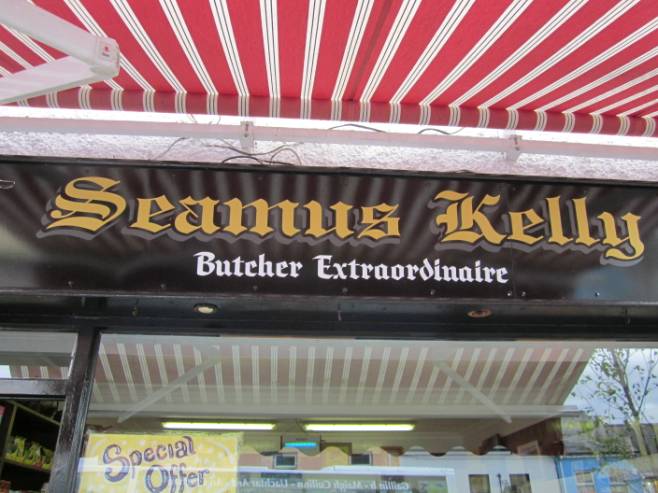 Seamus Kelly
Butcher Extraordinaire
Special
Offer